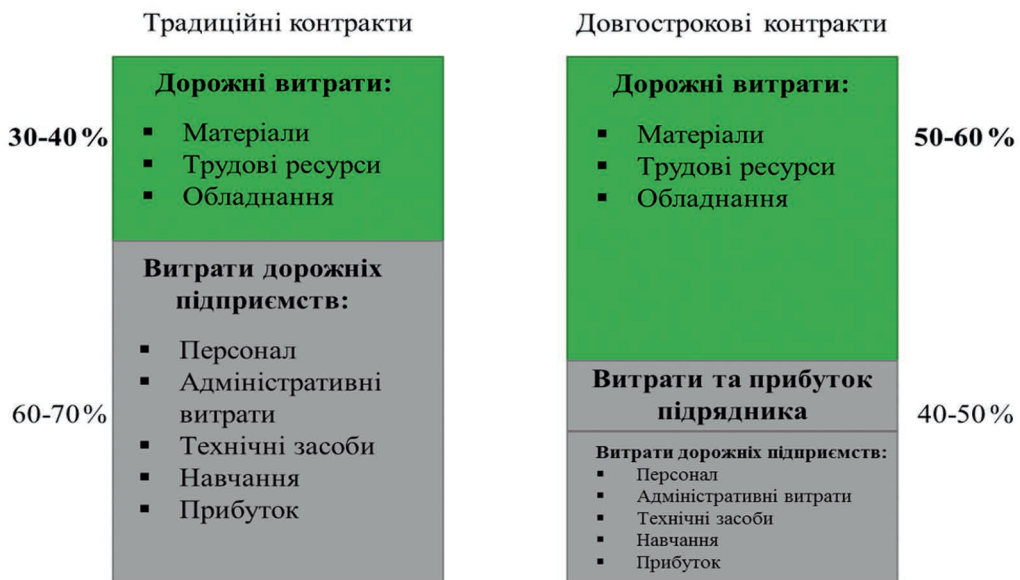 Традиційні контракти
30-40%
Дорожні витрати:
▪ Матеріали
▪ Трудові ресурси
▪ Обладнання
60-70%
Витрати дорожніх
підприємств:
▪ Персонал
▪ Адміністративні
витрати
▪ Технічні засоби
▪ Навчання
▪ Прибуток
Довгострокові контракти
Дорожні витрати:
▪ Матеріали
▪ Трудові ресурси
▪ Обладнання
50-60%
Витрати та прибуток
підрядника
40-50%
Витрати дорожніх підприємств:
▪ Персонал
▪ Адміністративні витрати
▪ Технічні засоби
▪ Навчання
▪ Прибуток